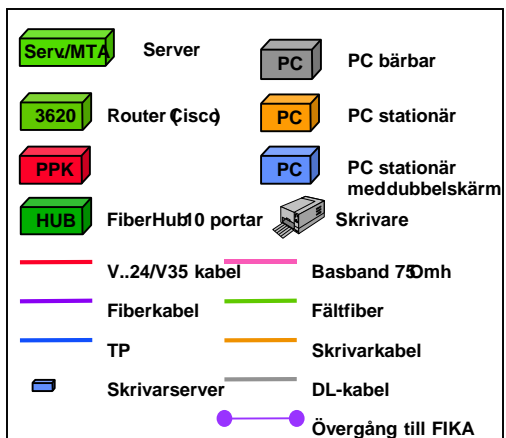 Serv./MTA Server
PC PC bärbar
3620 Router (Cisco)
PC PC stationär
PPK
PC PC stationär
meddubbelskärm
HUB FiberHub10 portar
Skrivare
V..24/V35 kabel
Basband 75Omh
Fiberkabel
Fältfiber
TP
Skrivarkabel
Skrivarserver
DL-kabel
Övergång till FIKA